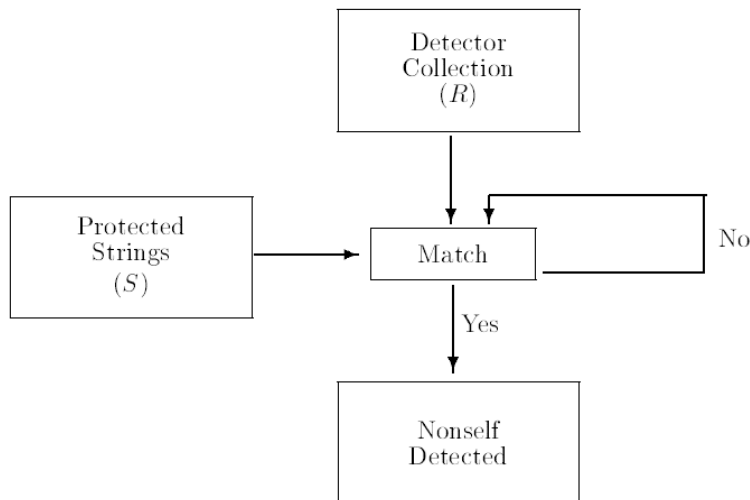 Detector
Collection
(R)
Protected
Strings
(S)
Match
No
Yes
Nonself
Detected